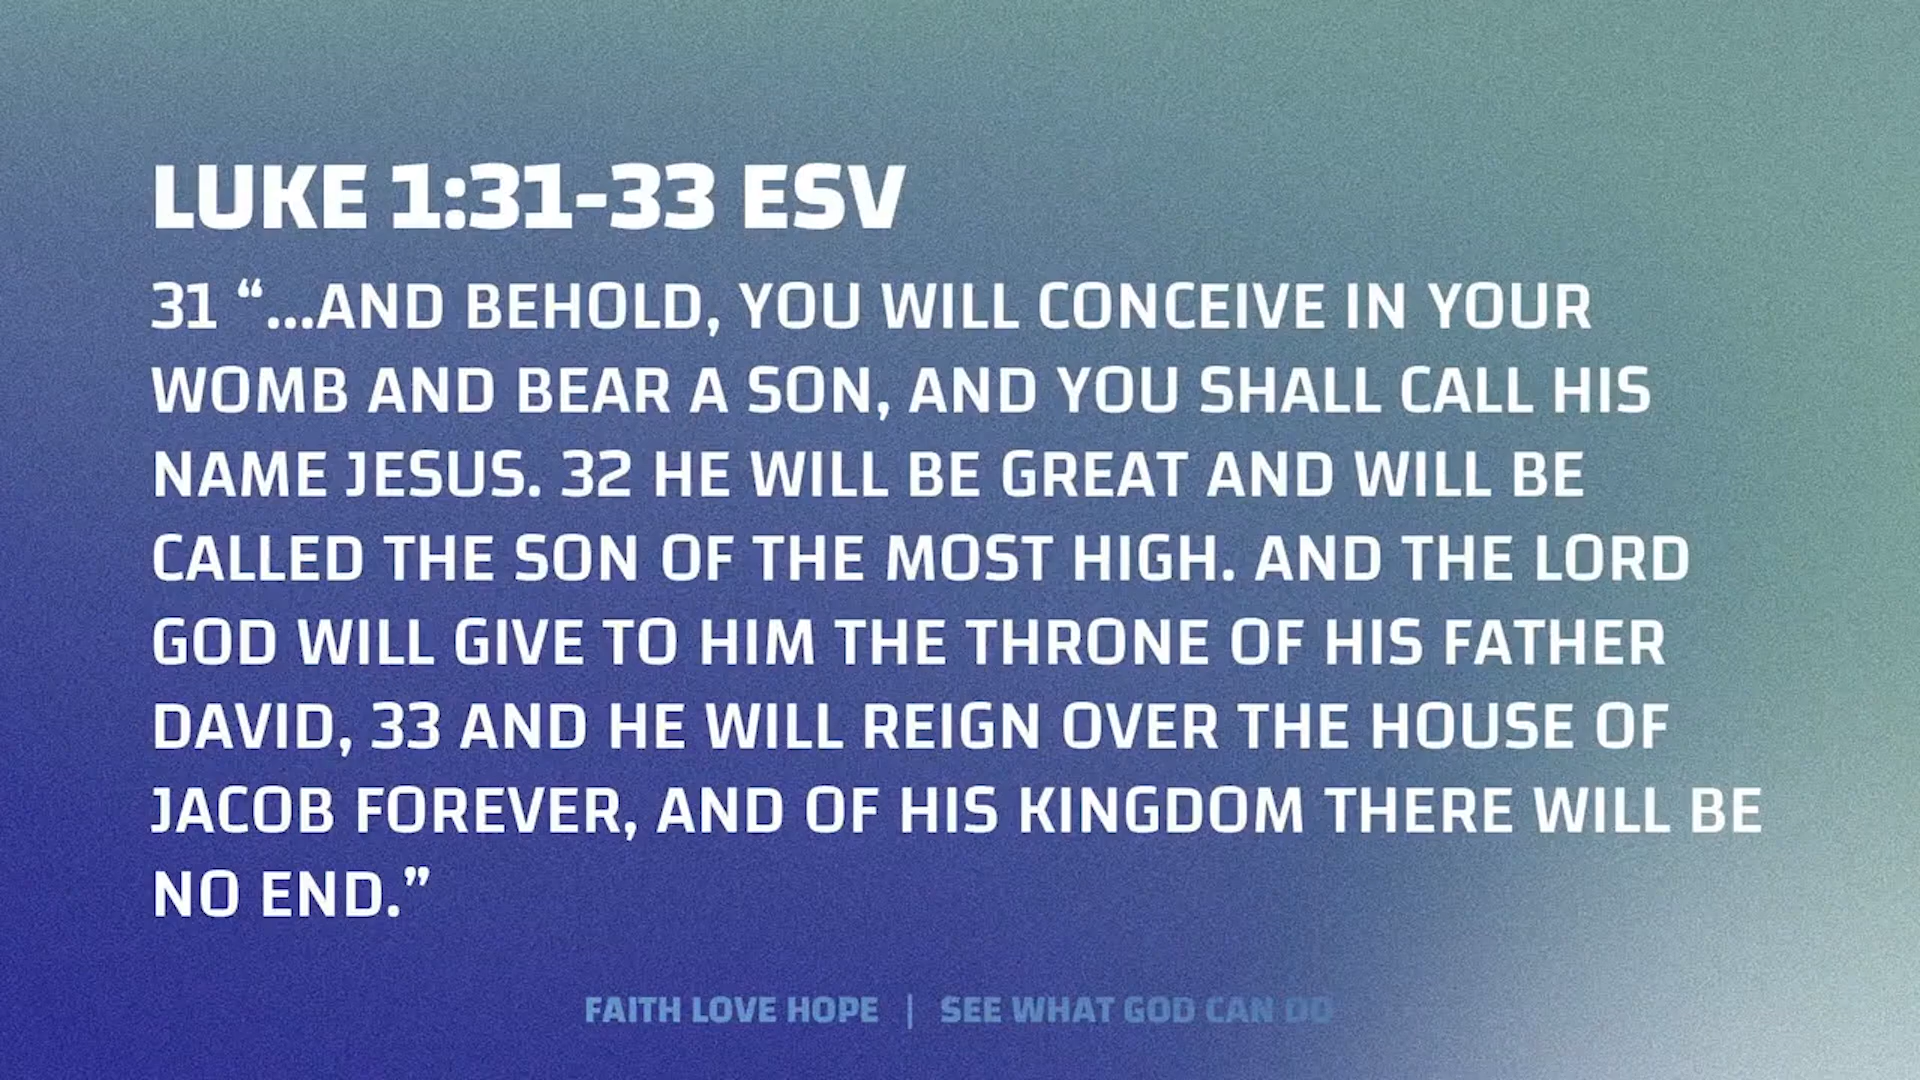 LUKE 1:31-33 ESV
31 “...AND BEHOLD, YOU WILL CONCEIVE IN YOUR
WOMB AND BEAR A SON, AND YOU SHALL CALL HIS
NAME JESUS. 32 HE WILL BE GREAT AND WILL BE
CALLED THE SON OF THE MOST HIGH. AND THE LORD
GOD WILL GIVE TO HIM THE THRONE OF HIS FATHER
DAVID, 33 AND HE WILL REIGN OVER THE HOUSE OF
JACOB FOREVER, AND OF HIS KINGDOM THERE WILL BE
NO END.”
FAITH LOVE HOPE | SEE WHAT GOD CAN DO